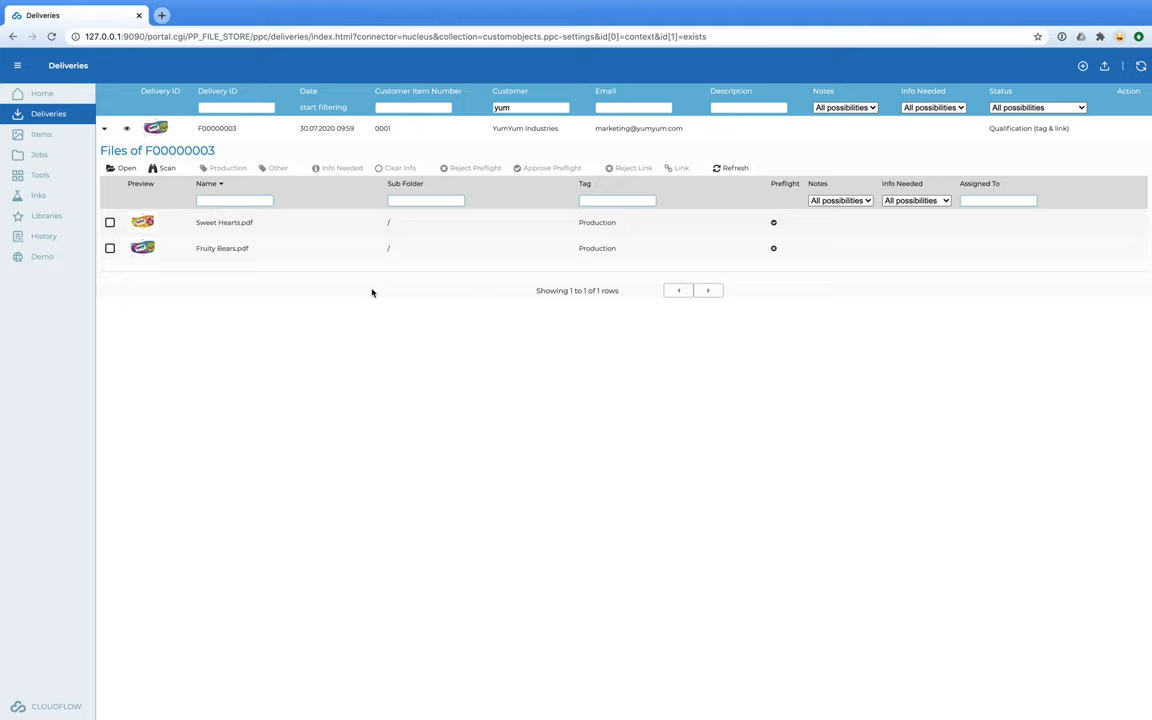 Deliveries
127.0.0.1:9090/portal.cgi/PP_FILE_STORE/ppc/deliveries/index.html?connector=nucleus&collection=customobjects.ppc-settings&id[0]=context&id[1]=exists
Deliveries
Home
Deliveries
Items
Jobs
Tools
Inks
Libraries
History
Demo
CLOUDFLOW
Delivery ID Delivery ID Date Customer Item Number Customer Email Description Notes Info Needed Status Action
start filtering yum All possibilities All possibilities All possibilities
F00000003 30.07.2020 09:59 0001 YumYum Industries marketing@yumyum.com Qualification (tag & link)
Files of F00000003
Open Scan Production Other Info Needed Clear Info Reject Preflight Approve Preflight Reject Link Link Refresh
Preview Name Sub Folder Tag Preflight Notes Info Needed Assigned To
All possibilities All possibilities
Sweet Hearts.pdf / Production
Fruity Bears.pdf / Production
Showing 1 to 1 of 1 rows